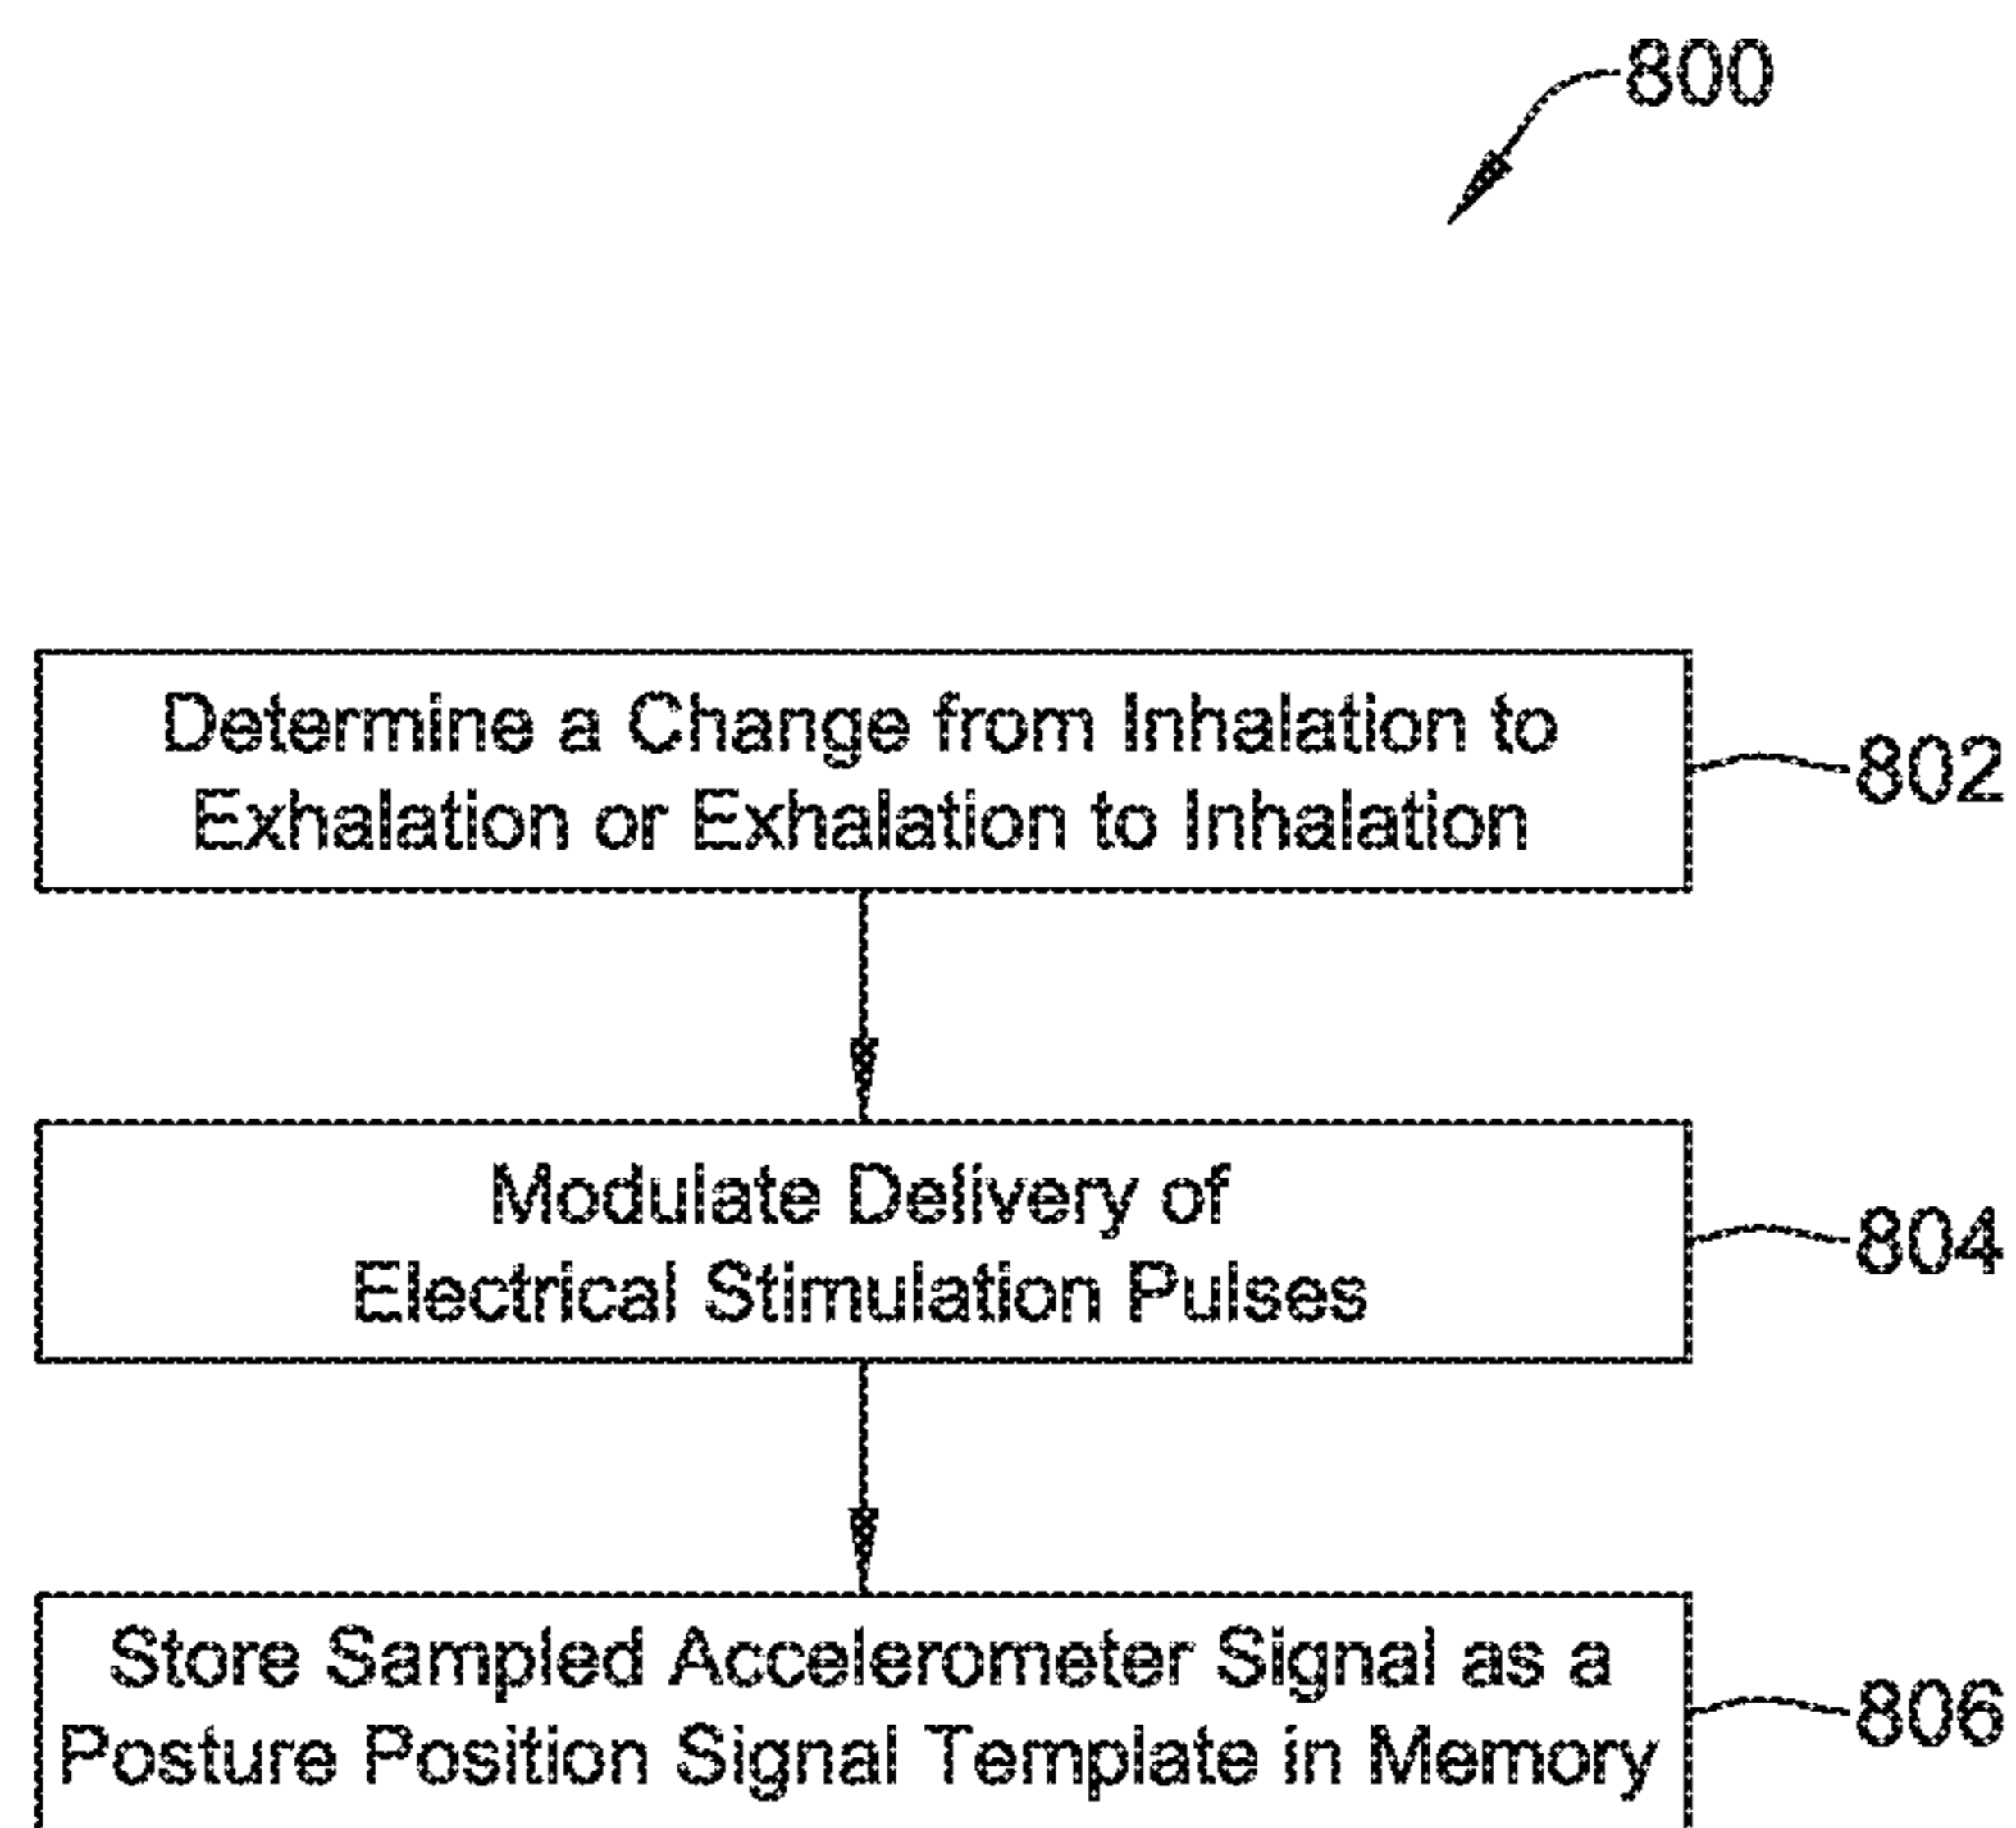 800
Determine a Change from Inhalation to
Exhalation or Exhalation to Inhalation
802
Modulate Delivery of
Electrical Stimulation Pulses
804
Store Sampled Accelerometer Signal as a
Posture Position Signal Template in Memory
806